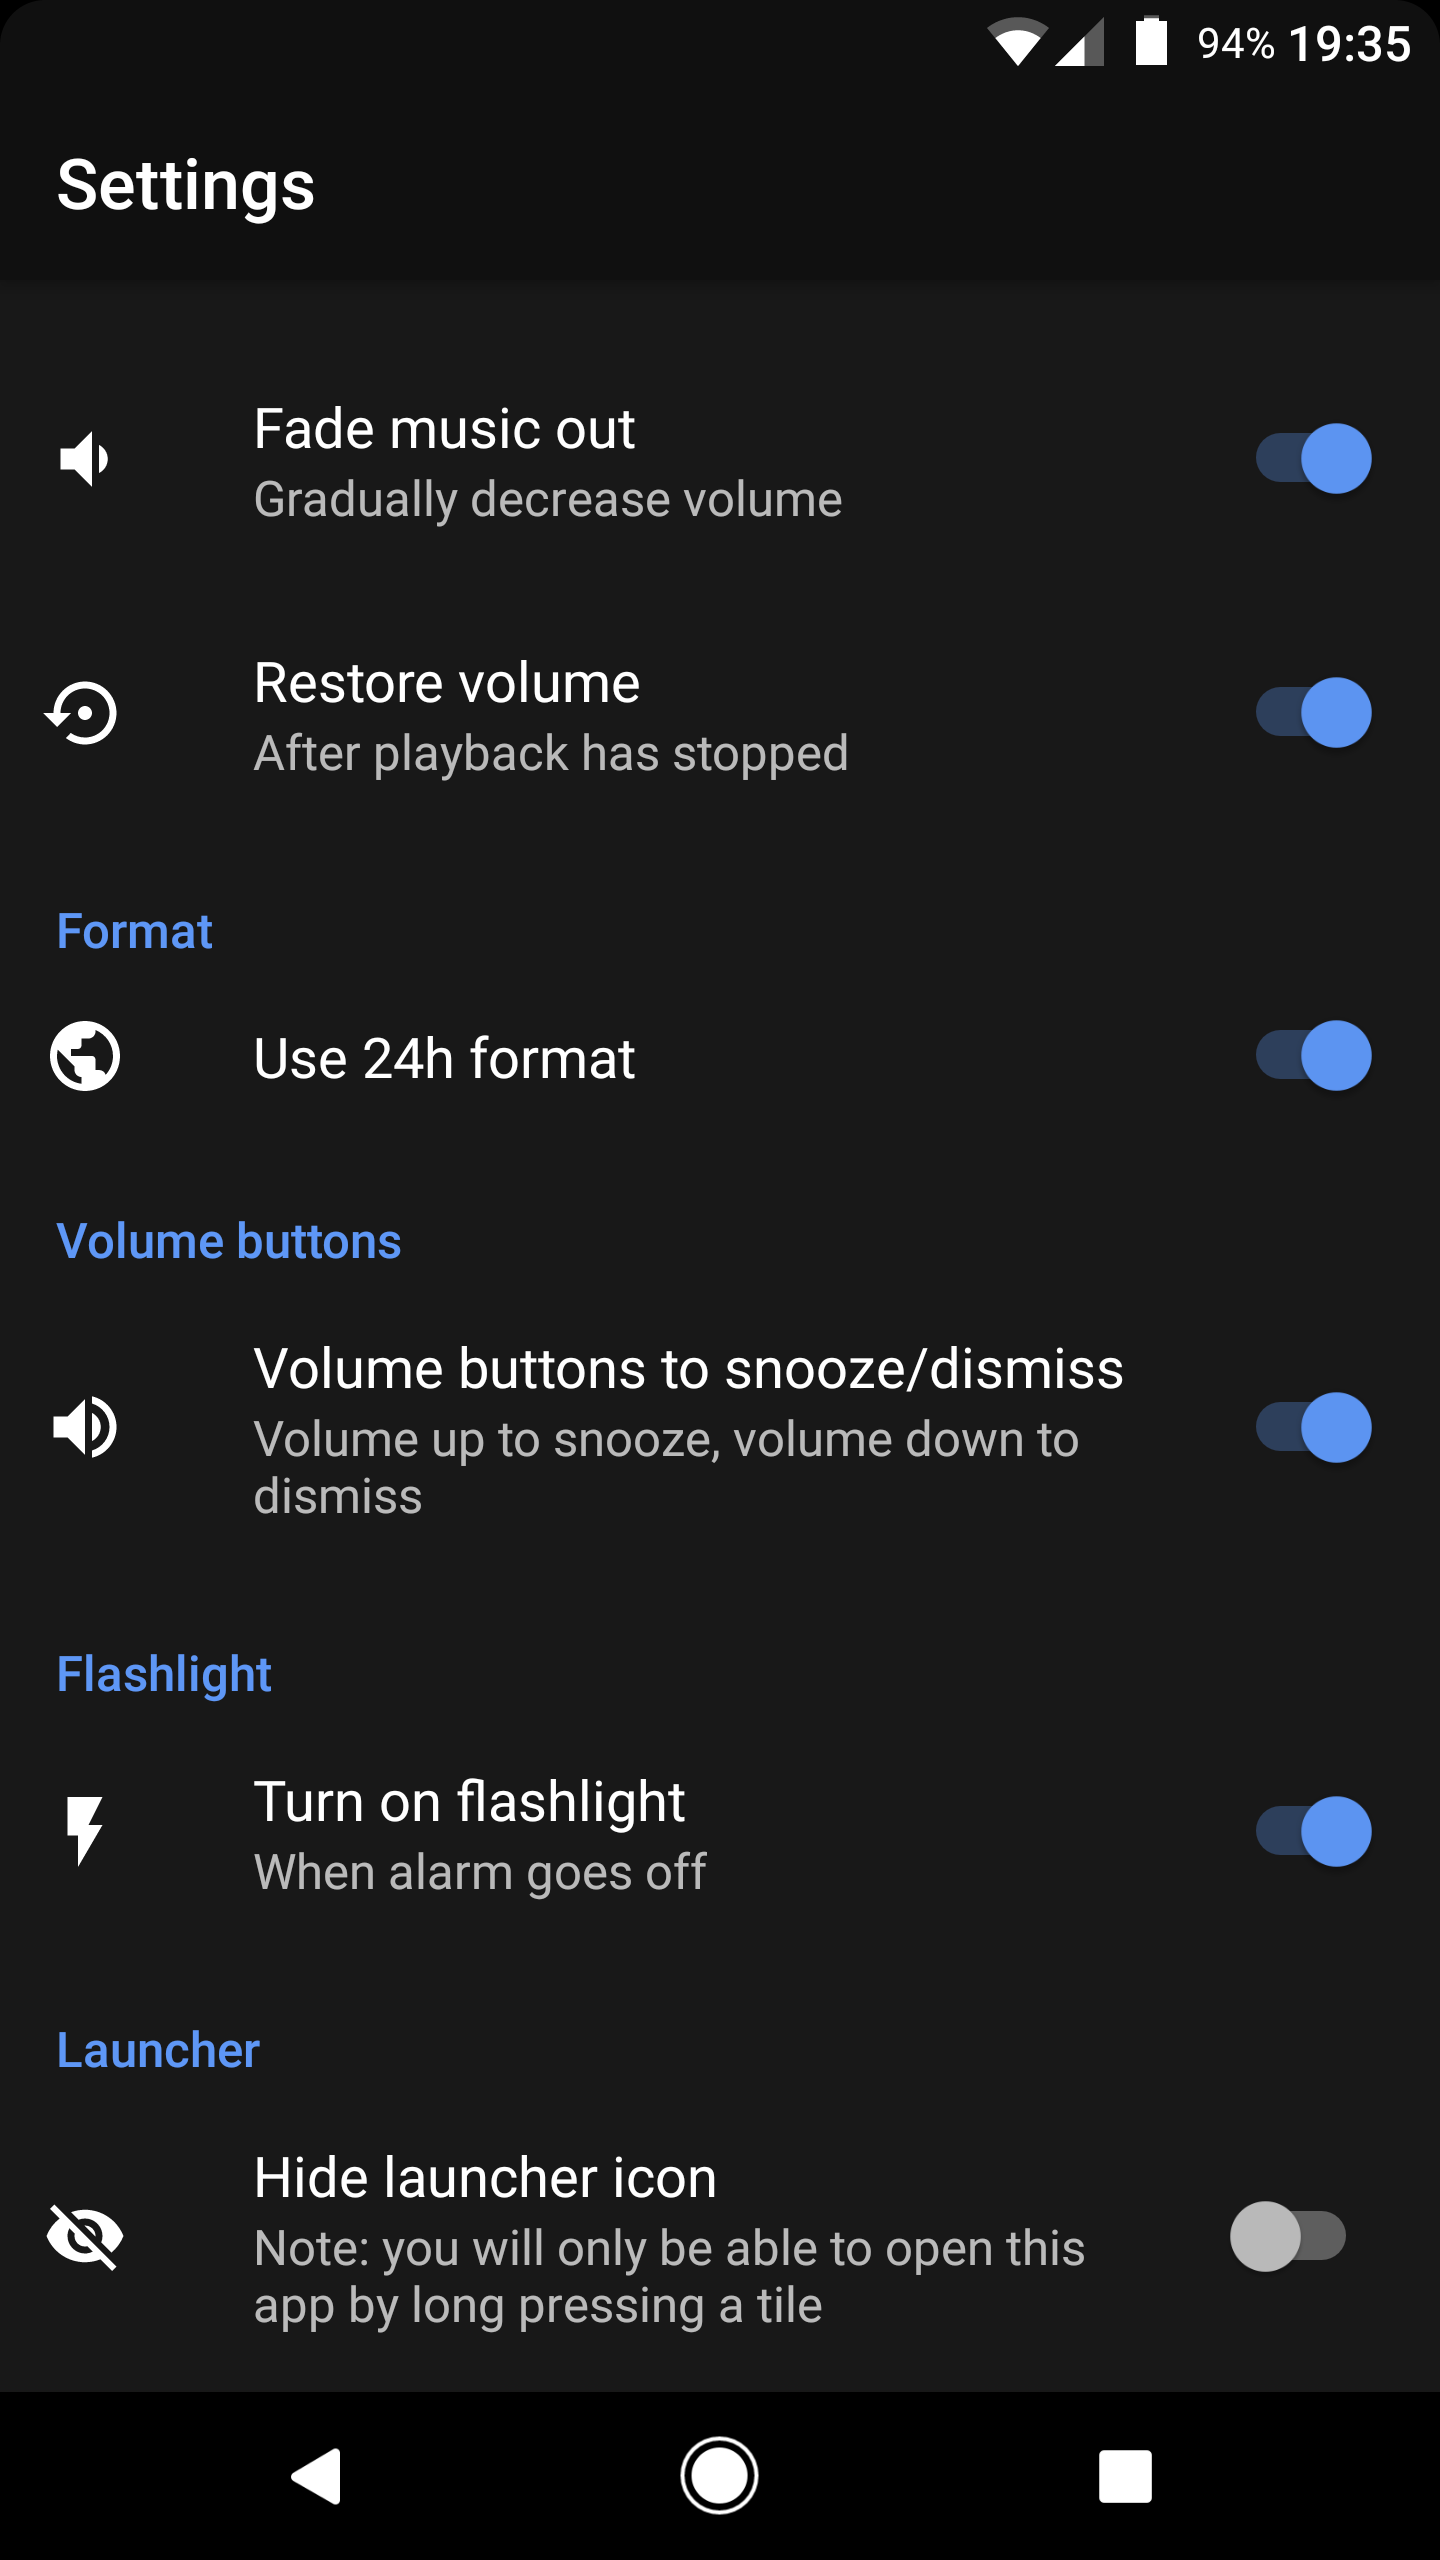 94% 19:35
Settings
Fade music out
Gradually decrease volume
Restore volume
After playback has stopped
Format
Use 24h format
Volume buttons
Volume buttons to snooze/dismiss
Volume up to snooze, volume down to
dismiss
Flashlight
Turn on flashlight
When alarm goes off
Launcher
Hide launcher icon
Note: you will only be able to open this
app by long pressing a tile